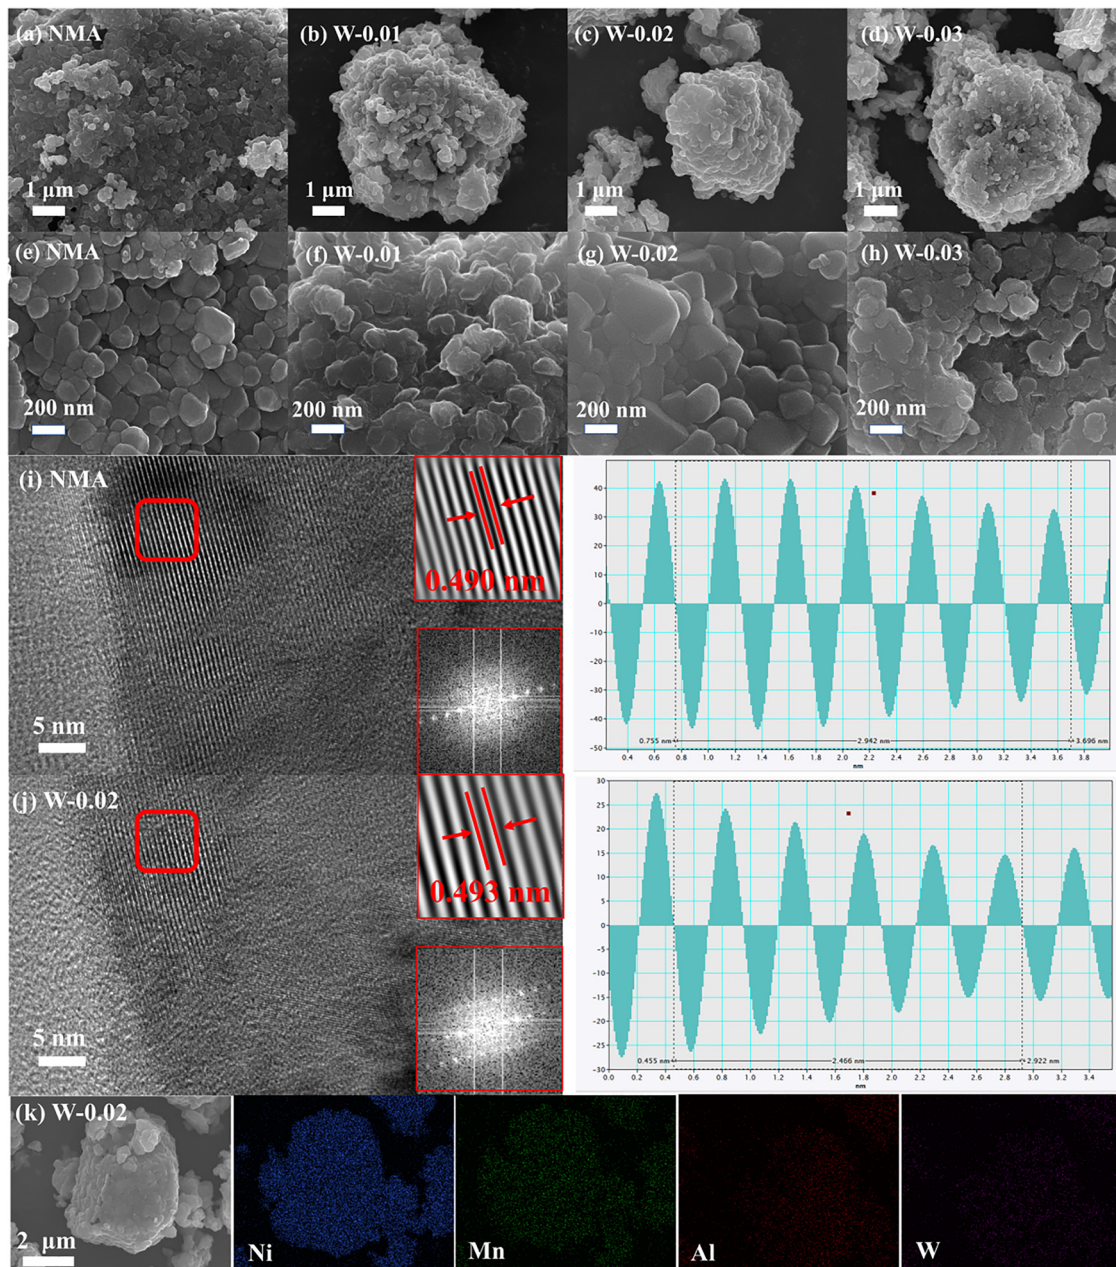 (a) NMA
(b) W-0.01
(c) W-0.02
(d) W-0.03
1 μm
1 μm
1 μm
1 μm
(e) NMA
(f) W-0.01
(g) W-0.02
(h) W-0.03
200 nm
200 nm
200 nm
200 nm
(i) NMA
0.490 nm
5 nm
40
30
20
10
0
-10
-20
-30
-40
-50
0.755 nm
2.942 nm
3.696 nm
0.4 0.6 0.8 1.0 1.2 1.4 1.6 1.8 2.0 2.2 2.4 2.6 2.8 3.0 3.2 3.4 3.6 3.8
nm
(j) W-0.02
0.493 nm
5 nm
30
25
20
15
10
5
0
-5
-10
-15
-20
-25
-30
0.455 nm
2.466 nm
2.922 nm
0.0 0.2 0.4 0.6 0.8 1.0 1.2 1.4 1.6 1.8 2.0 2.2 2.4 2.6 2.8 3.0 3.2 3.4
nm
(k) W-0.02
2 μm
Ni
Mn
Al
W